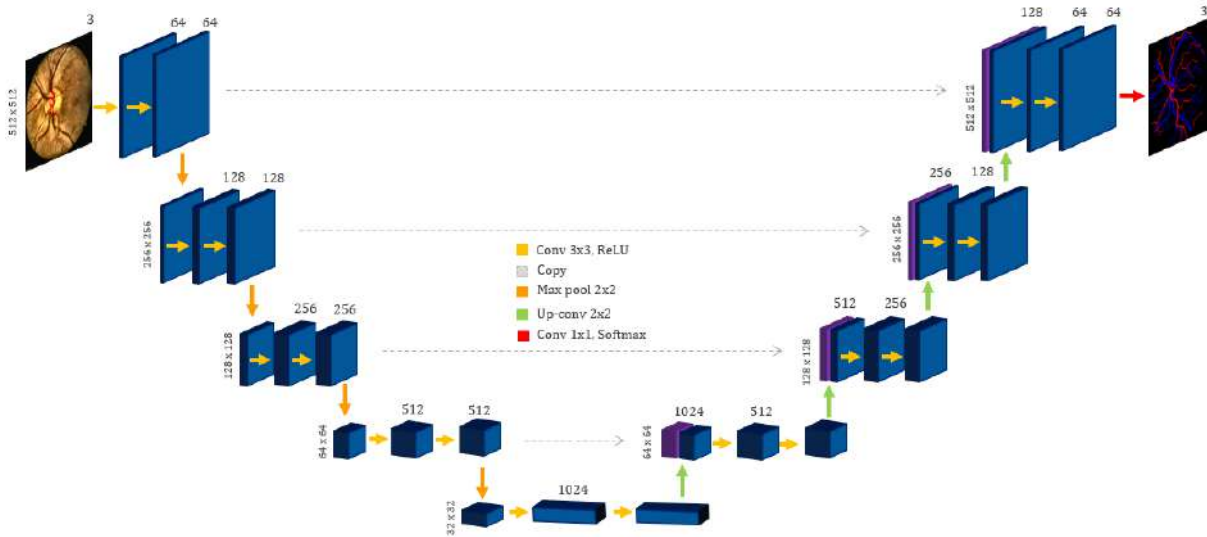 3
64 64
512 x 512
128 128
256 x 256
256 256
128 x 128
512 512
64 x 64
1024
32 x 32
Conv 3x3, ReLU
Copy
Max pool 2x2
Up-conv 2x2
Conv 1x1, Softmax
1024 512
64 x 64
512 256
128 x 128
256 128
256 x 256
128 64 64
512 x 512
3